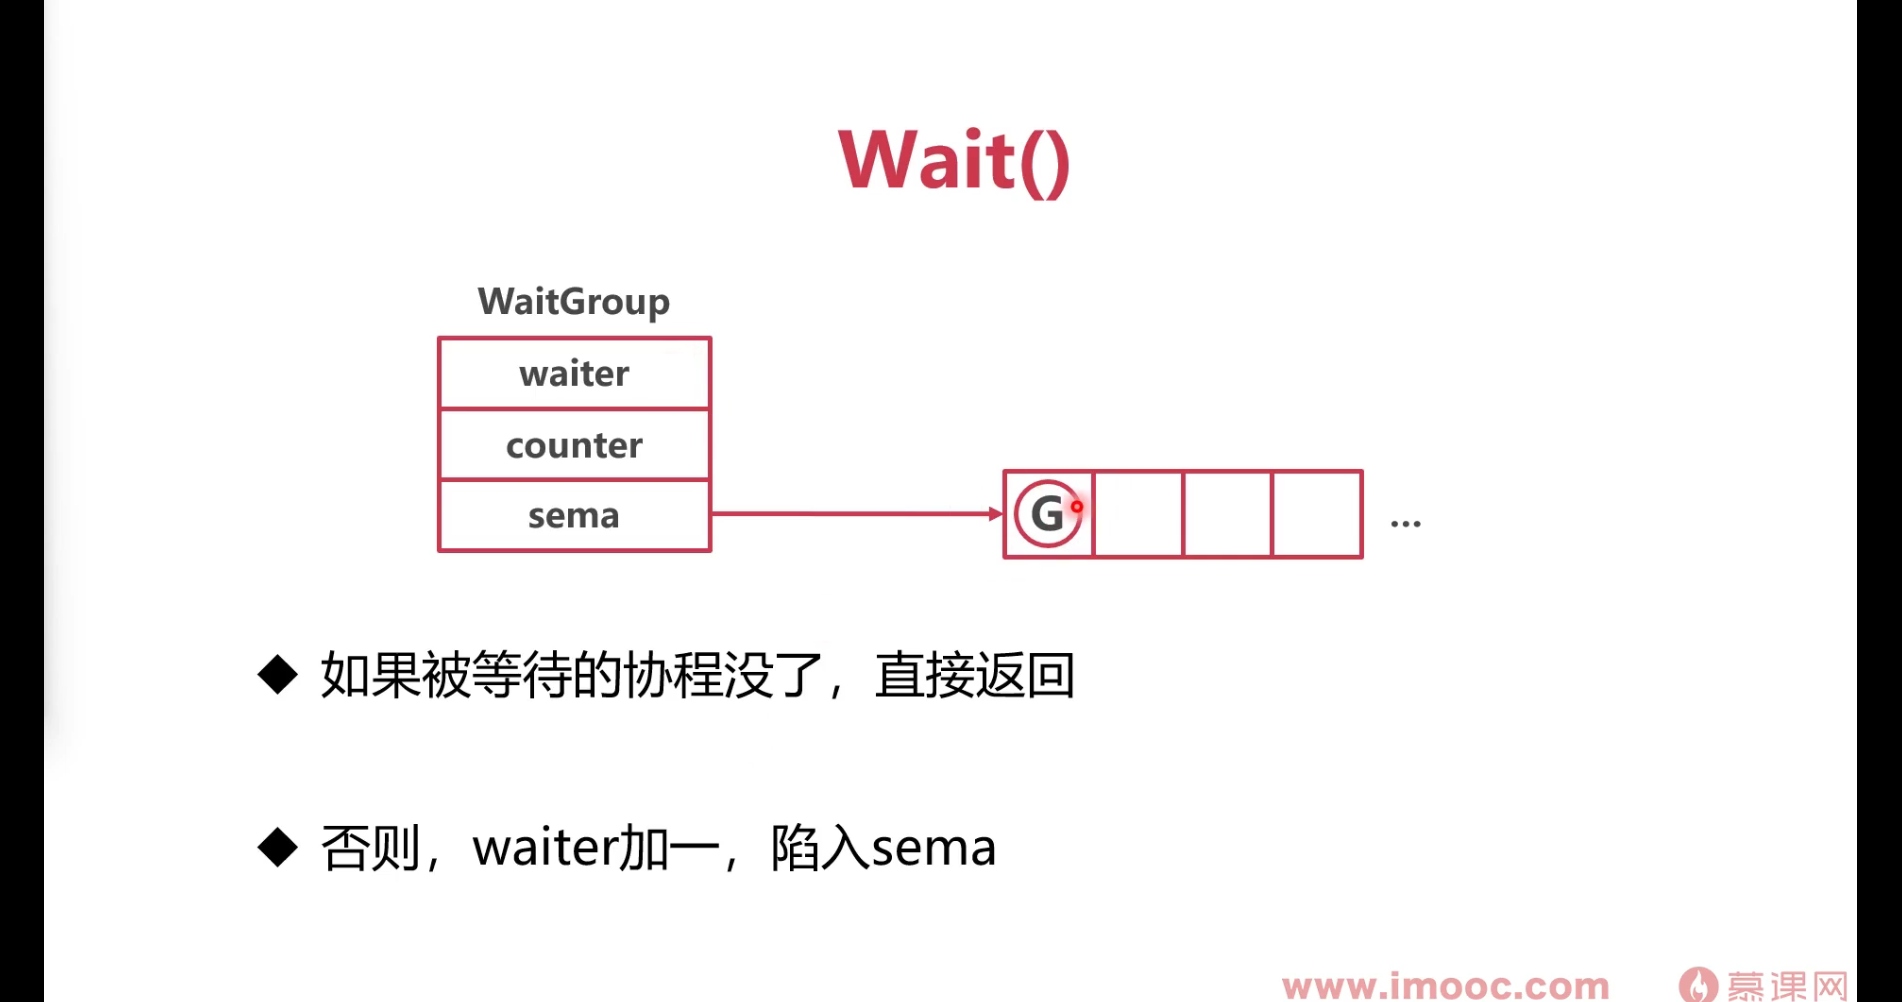 Wait()
WaitGroup
waiter
counter
sema
G
...
如果被等待的协程没了，直接返回
否则，waiter加一，陷入sema
www.imooc.com 慕课网